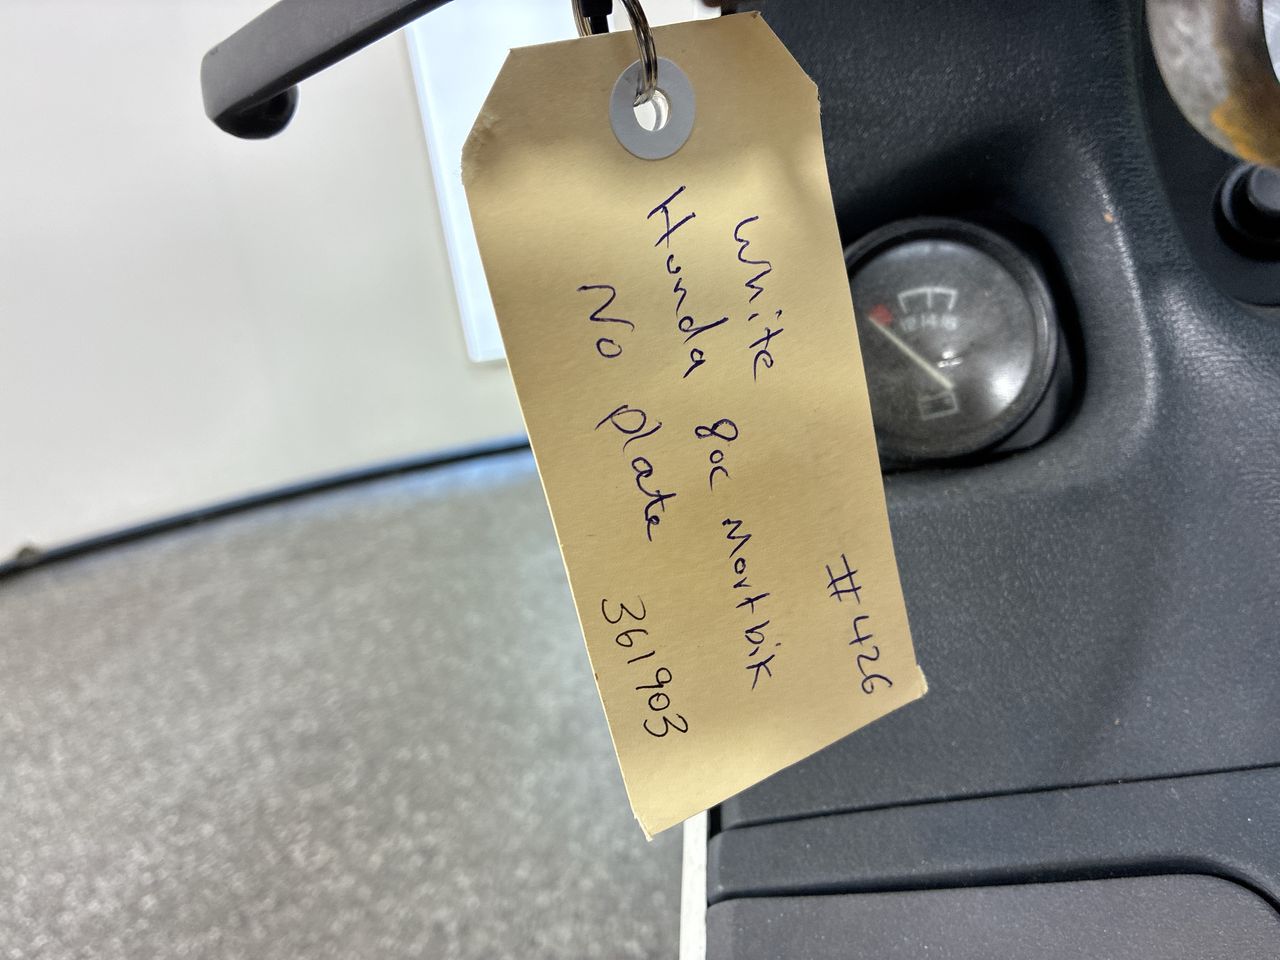 #426
White
Honda 80c Mortbik
No plate 361903